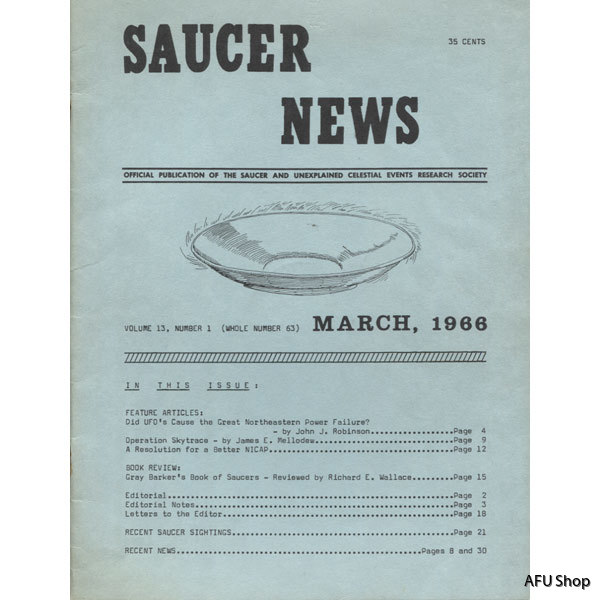 SAUCER
35 CENTS
NEWS
OFFICIAL PUBLICATION OF THE SAUCER AND UNEXPLAINED CELESTIAL EVENTS RESEARCH SOCIETY
VOLUME 13, NUMBER 1 (WHOLE NUMBER 63) MARCH, 1966
IN THIS ISSUE:
FEATURE ARTICLES:
Did UFO's Cause the Great Northeastern Power Failure?
- by John J. Robinson..................Page 4
Operation Skytrace - by James E. Mellodew..............................Page 9
A Resolution for a Better NICAP........................................Page 12
BOOK REVIEW:
Gray Barker's Book of Saucers - Reviewed by Richard E. Wallace.........Page 15
Editorial..............................................................Page 2
Editorial Notes........................................................Page 3
Letters to the Editor..................................................Page 18
RECENT SAUCER SIGHTINGS................................................Page 21
RECENT NEWS.....................................................Pages 8 and 30
AFU Shop